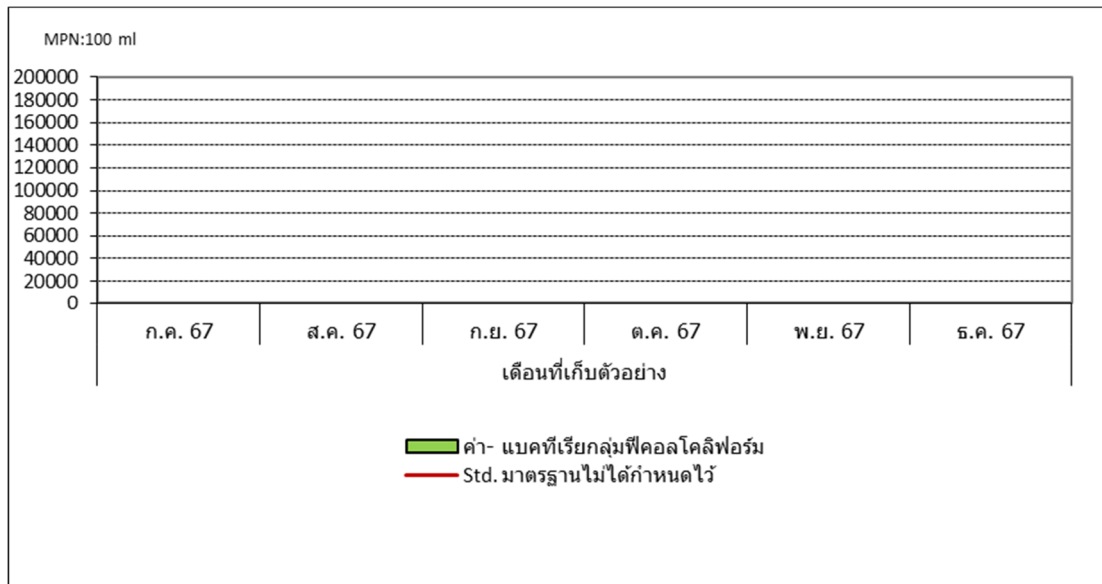 MPN:100 ml
200000
180000
160000
140000
120000
100000
80000
60000
40000
20000
0
ก.ค. 67 ส.ค. 67 ก.ย. 67 ต.ค. 67 พ.ย. 67 ธ.ค. 67
เดือนที่เก็บตัวอย่าง
ค่า- แบคทีเรียกลุ่มฟีคอลโคลิฟอร์ม
Std. มาตรฐานไม่ได้กำหนดไว้